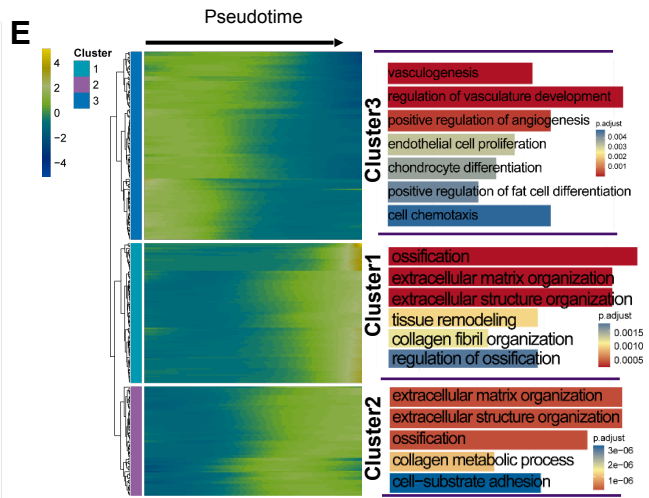 E
Pseudotime
4
2
0
−2
−4
Cluster
1
2
3
Cluster3
vasculogenesis
regulation of vasculature development
positive regulation of angiogenesis
endothelial cell proliferation
chondrocyte differentiation
positive regulation of fat cell differentiation
cell chemotaxis
p.adjust
0.004
0.003
0.002
0.001
Cluster1
ossification
extracellular matrix organization
extracellular structure organization
tissue remodeling
collagen fibril organization
regulation of ossification
p.adjust
0.0015
0.0010
0.0005
Cluster2
extracellular matrix organization
extracellular structure organization
ossification
collagen metabolic process
cell−substrate adhesion
p.adjust
3e−06
2e−06
1e−06